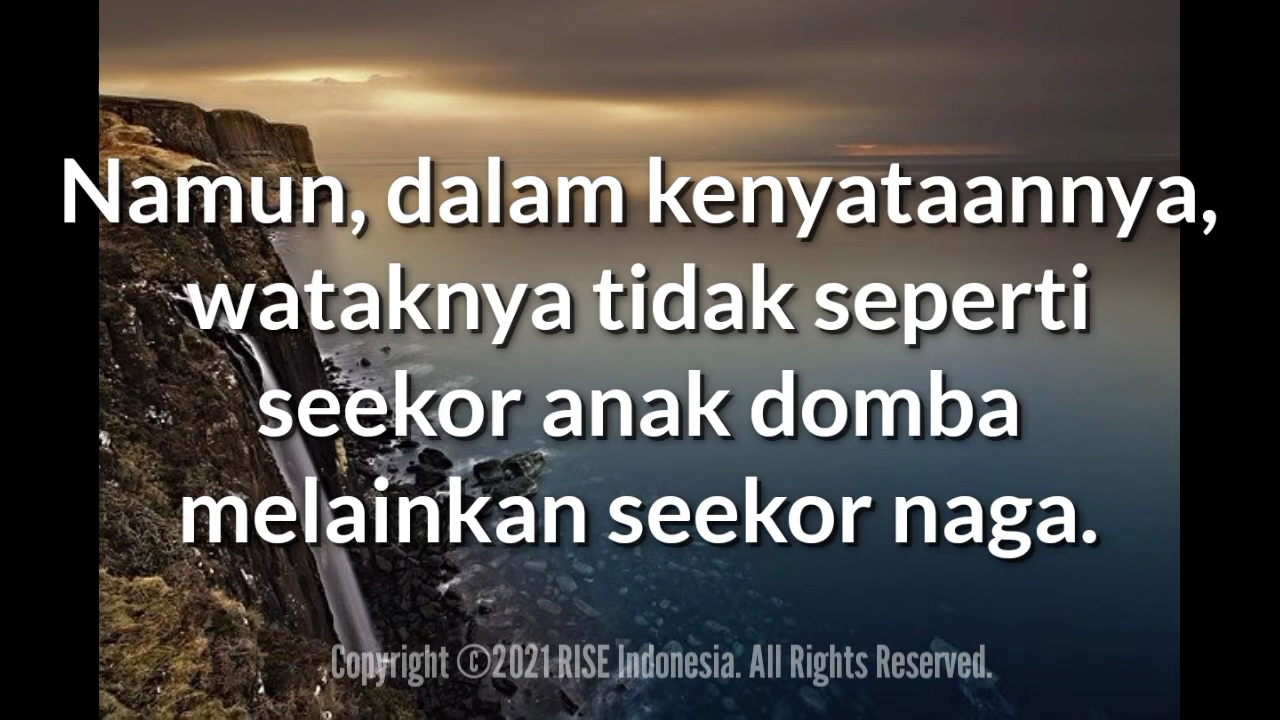 Namun, dalam kenyataannya,
wataknya tidak seperti
seekor anak domba
melainkan seekor naga.
Copyright ©2021 RISE Indonesia. All Rights Reserved.